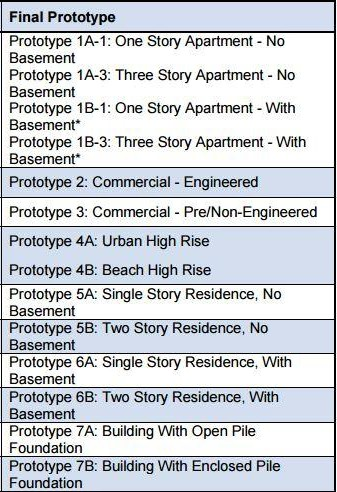 Final Prototype
Prototype 1A-1: One Story Apartment - No
Basement
Prototype 1A-3: Three Story Apartment - No
Basement
Prototype 1B-1: One Story Apartment - With
Basement*
Prototype 1B-3: Three Story Apartment - With
Basement*
Prototype 2: Commercial - Engineered
Prototype 3: Commercial - Pre/Non-Engineered
Prototype 4A: Urban High Rise
Prototype 4B: Beach High Rise
Prototype 5A: Single Story Residence, No
Basement
Prototype 5B: Two Story Residence, No
Basement
Prototype 6A: Single Story Residence, With
Basement
Prototype 6B: Two Story Residence, With
Basement
Prototype 7A: Building With Open Pile
Foundation
Prototype 7B: Building With Enclosed Pile
Foundation